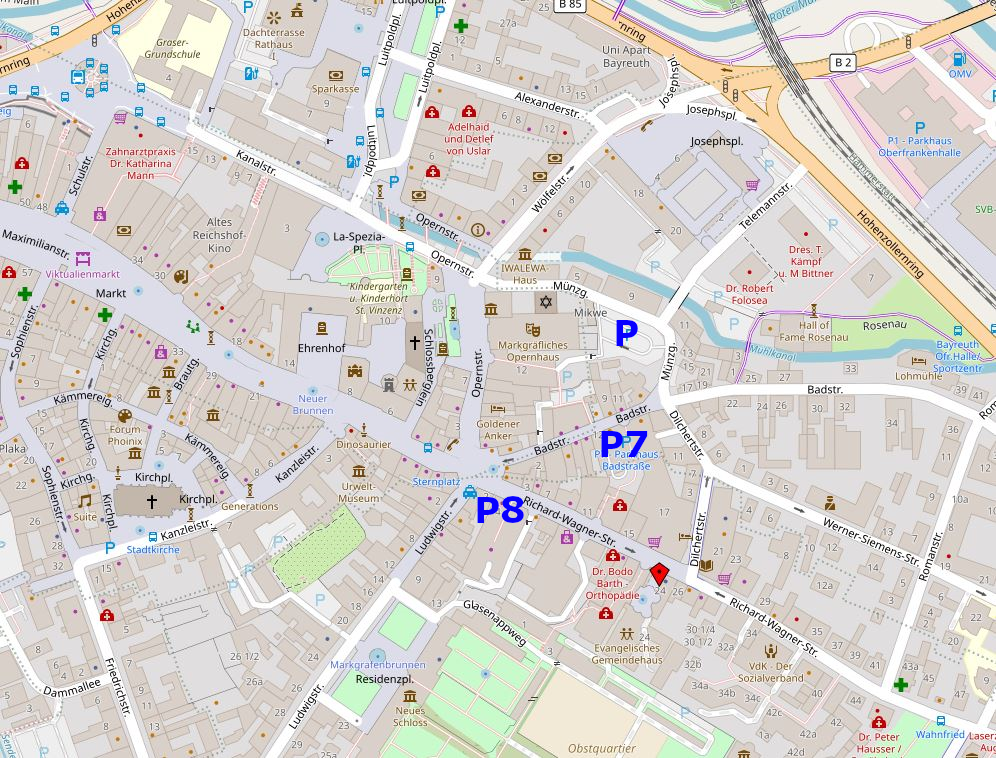 B 85
Luitpoldpl.
Hohenzollernring
Graser-
Grundschule
Dachterrasse
Rathaus
Sparkasse
Luitpoldpl.
Luitpoldpl.
Luitpoldpl.
Uni Apart
Bayreuth
Josephspl.
Josephspl.
Josephspl.
Roter Main
B 2
OMV
P1 - Parkhaus
Oberfrankenhalle
Hammerstatt
SVB-
Hohenzollernring
Alexanderstr.
Adelhaid
und Detlef
von Uslar
Zahnarztpraxis
Dr. Katharina
Mann
Schulstr.
Kanalstr.
Altes
Reichshof-
Kino
La-Spezia-
Pl.
Opernstr.
Opernstr.
Wölfelstr.
Telemannstr.
Kindergarten
u. Kinderhort
St. Vinzenz
IWALEWA-
Haus
Münzg.
Mikwe
Dres. T.
Kämpf
u. M Bittner
Dr. Robert
Folosea
Maximilianstr.
Viktualienmarkt
Markt
Sophienstr.
Kirchg.
Brautg.
Ehrenhof
Schlossberglein
Opernstr.
Markgräfliches
Opernhaus
P
Münzg.
Hall of
Fame Rosenau
Rosenau
Mühlkanal
Bayreuth
Ofr.Halle/
Sportzentr
Lohmühle
Badstr.
Kämmereig.
Forum
Phoinix
Kirchg.
Kämmereig.
Neuer
Brunnen
Dinosaurier
Goldener
Anker
Badstr.
Badstr.
P7
P7 Parkhaus
Badstraße
Dilchertstr.
Plaka
Sophienstr.
Kirchg.
Kirchpl.
Kirchpl.
Kirchpl.
Suite
Kanzleistr.
Generations
Urwelt-
Museum
Sternplatz
P8
Ludwigstr.
Richard-Wagner-Str.
Dilchertstr.
Werner-Siemens-Str.
Romanstr.
Kanzleistr.
Stadtkirche
Dr. Bodo
Barth -
Orthopädie
24
Richard-Wagner-Str.
Glasenappweg
Evangelisches
Gemeindehaus
VdK - Der
Sozialverband
Markgrafenbrunnen
Residenzpl.
Neues
Schloss
Ludwigstr.
Friedrichstr.
Dammallee
Obstquartier
Dr. Peter
Hausser /
Wahnfried